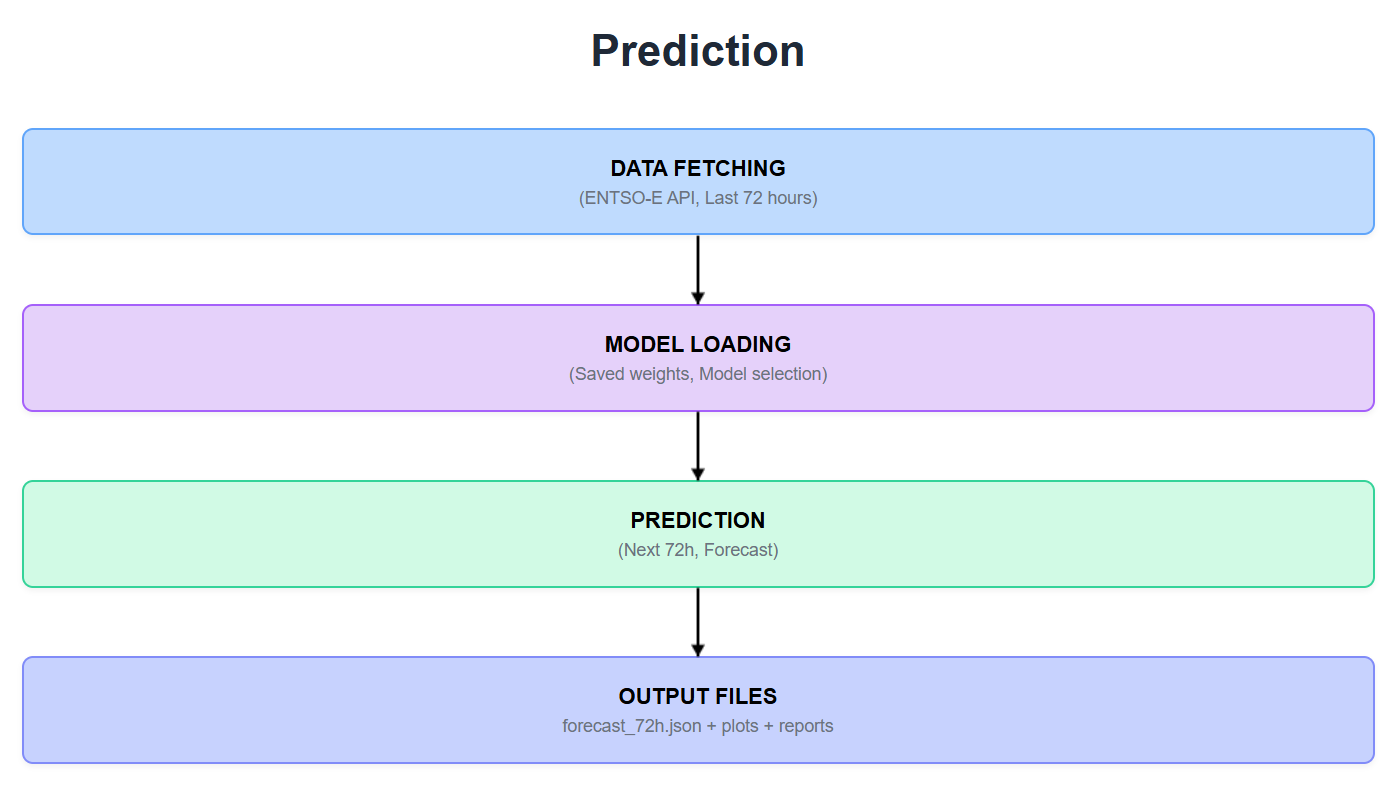 Prediction
DATA FETCHING
(ENTSO-E API, Last 72 hours)
MODEL LOADING
(Saved weights, Model selection)
PREDICTION
(Next 72h, Forecast)
OUTPUT FILES
forecast_72h.json + plots + reports